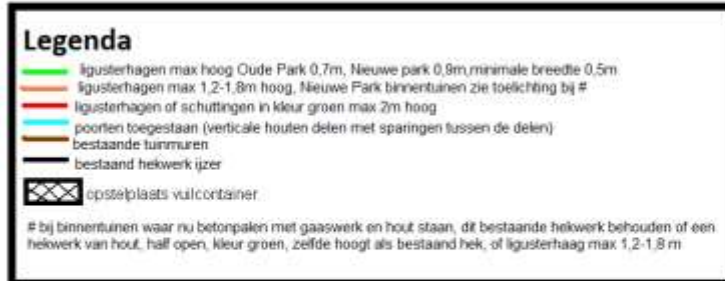 Legenda
ligusterhagen max hoog Oude Park 0,7m, Nieuwe park 0,9m,minimale breedte 0,5m
ligusterhagen max 1,2-1,8m hoog, Nieuwe Park binnentuinen zie toelichting bij #
ligusterhagen of schuttingen in kleur groen max 2m hoog
poorten toegestaan (verticale houten delen met sparingen tussen de delen)
bestaande tuinmuren
bestaand hekwerk ijzer
opstelplaats vuilcontainer
# bij binnentuinen waar nu betonpalen met gaaswerk en hout staan, dit bestaande hekwerk behouden of een
hekwerk van hout, half open, kleur groen, zelfde hoogt als bestaand hek, of ligusterhaag max 1,2-1,8 m